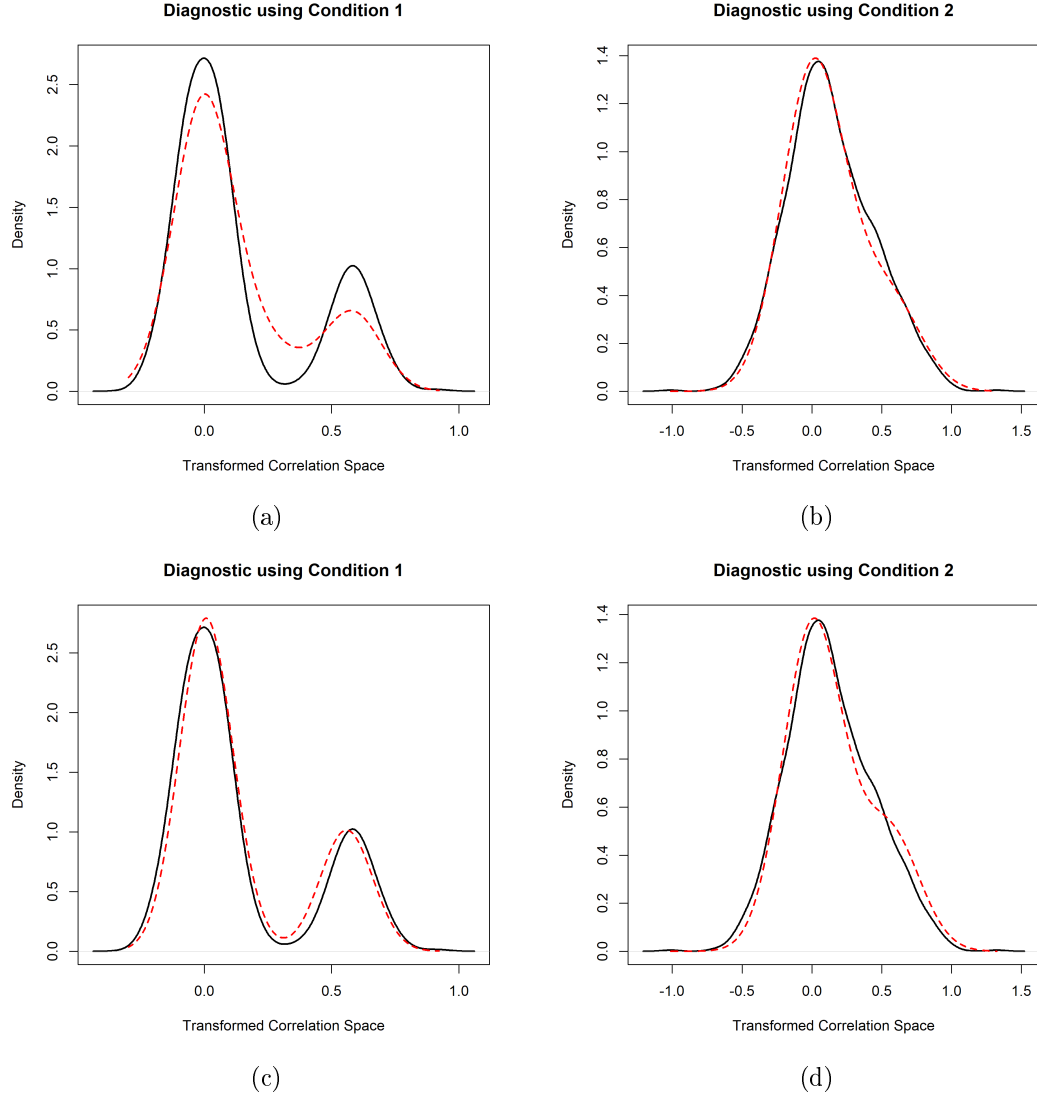 Diagnostic using Condition 1
Density
0.0 0.5 1.0 1.5 2.0 2.5
0.0 0.5 1.0
Transformed Correlation Space
(a)
Diagnostic using Condition 2
Density
0.0 0.2 0.4 0.6 0.8 1.0 1.2 1.4
-1.0 -0.5 0.0 0.5 1.0 1.5
Transformed Correlation Space
(b)
Diagnostic using Condition 1
Density
0.0 0.5 1.0 1.5 2.0 2.5
0.0 0.5 1.0
Transformed Correlation Space
(c)
Diagnostic using Condition 2
Density
0.0 0.2 0.4 0.6 0.8 1.0 1.2 1.4
-1.0 -0.5 0.0 0.5 1.0 1.5
Transformed Correlation Space
(d)